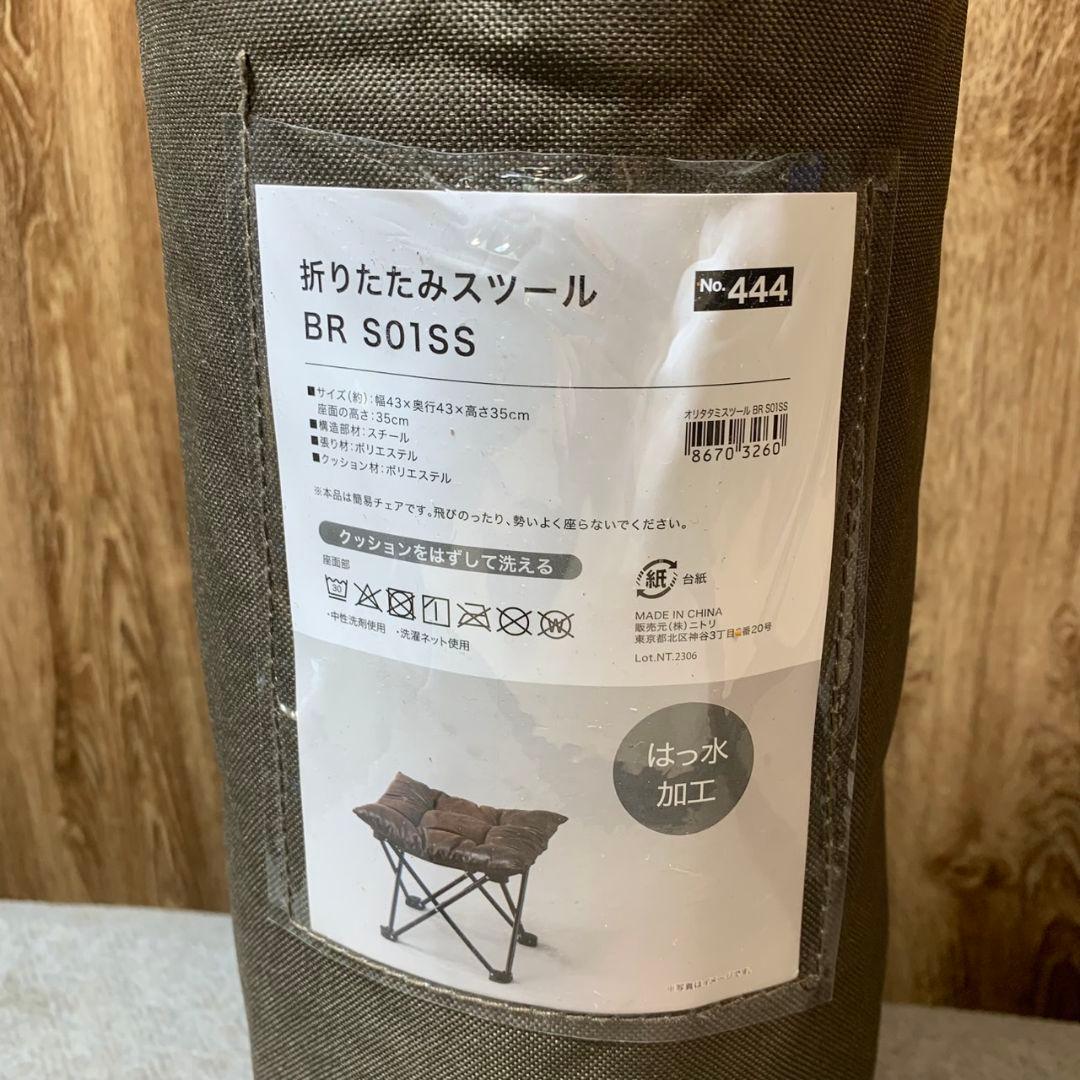 折りたたみスツール
BR S01SS
No.444
■サイズ(約):幅43×奥行43×高さ35cm
座面の高さ:35cm
■構造部材:スチール
■張り材:ポリエステル
■クッション材:ポリエステル
オリタタミスツール BR S01SS
8670 3260
※本品は簡易チェアです。飛びのったり、勢いよく座らないでください。
クッションをはずして洗える
座面部
30
W
・中性洗剤使用 ・洗濯ネット使用
紙 台紙
MADE IN CHINA
販売元(株)ニトリ
東京都北区神谷3丁目 番20号
Lot.NT.2306
はっ水
加工
※写真はイメージです。